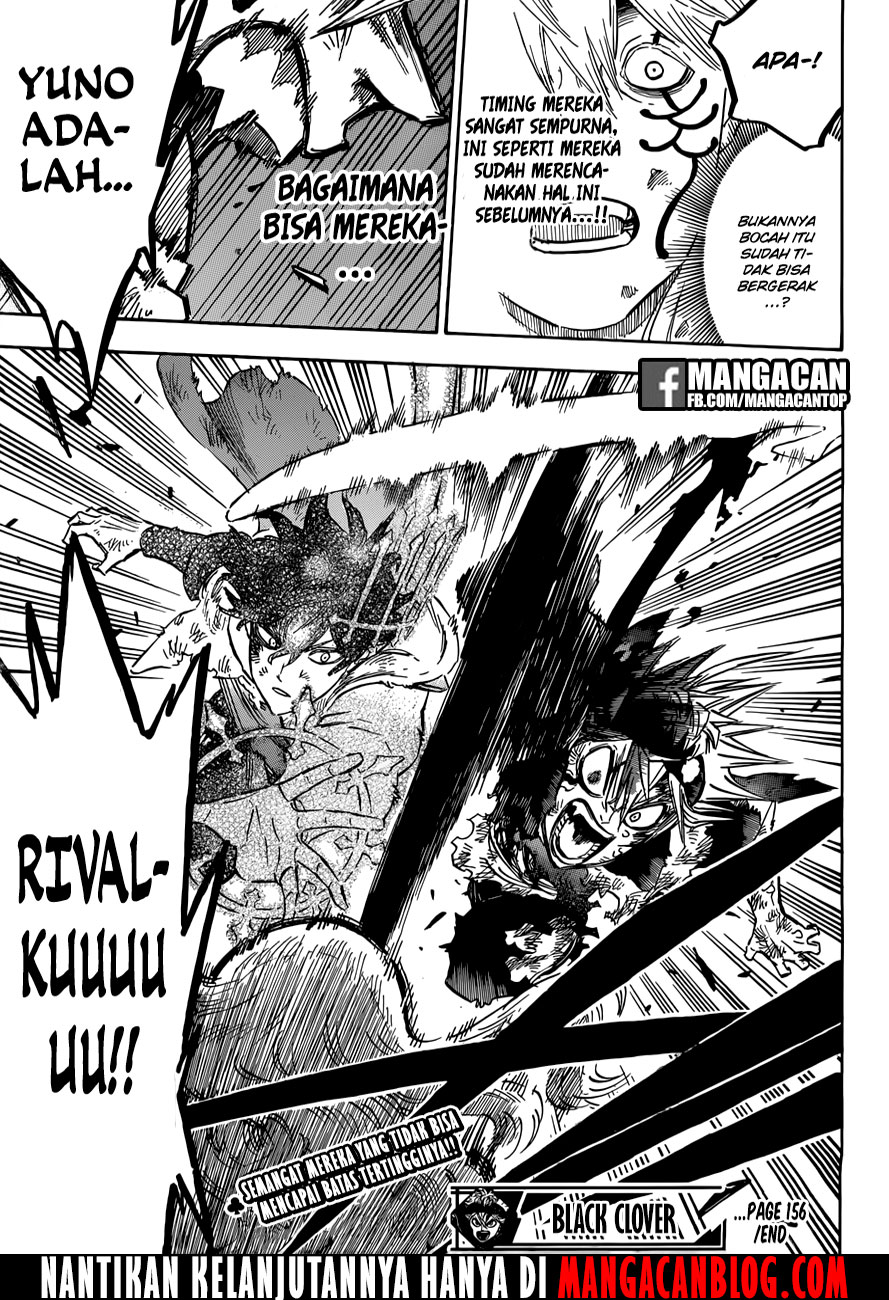 APA-!
BUKANNYA
BOCAH ITU
SUDAH TI-
DAK BISA
BERGERAK
...?
TIMING MEREKA
SANGAT SEMPURNA,
INI SEPERTI MEREKA
SUDAH MERENCA-
NAKAN HAL INI
SEBELUMNYA...!!
BAGAIMANA
BISA MEREKA-
...
YUNO
ADA-
LAH...
MANGACAN
FB.COM/MANGACANTOP
RIVAL-
KUUUU
UU!!
SEMANGAT MEREKA YANG TIDAK BISA
MENCAPAI BATAS TERTINGGINYA!!
BLACK CLOVER
...PAGE 156
/END
NANTIKAN KELANJUTANNYA HANYA DI MANGACANBLOG.COM